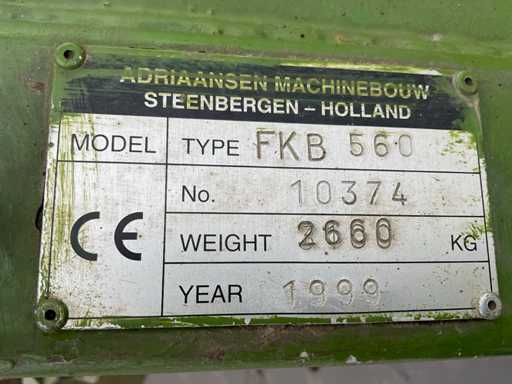 ADRIAANSEN MACHINEBOUW
STEENBERGEN – HOLLAND
MODEL TYPE FKB 560
No. 10374
CE WEIGHT 2660 KG
YEAR 1999